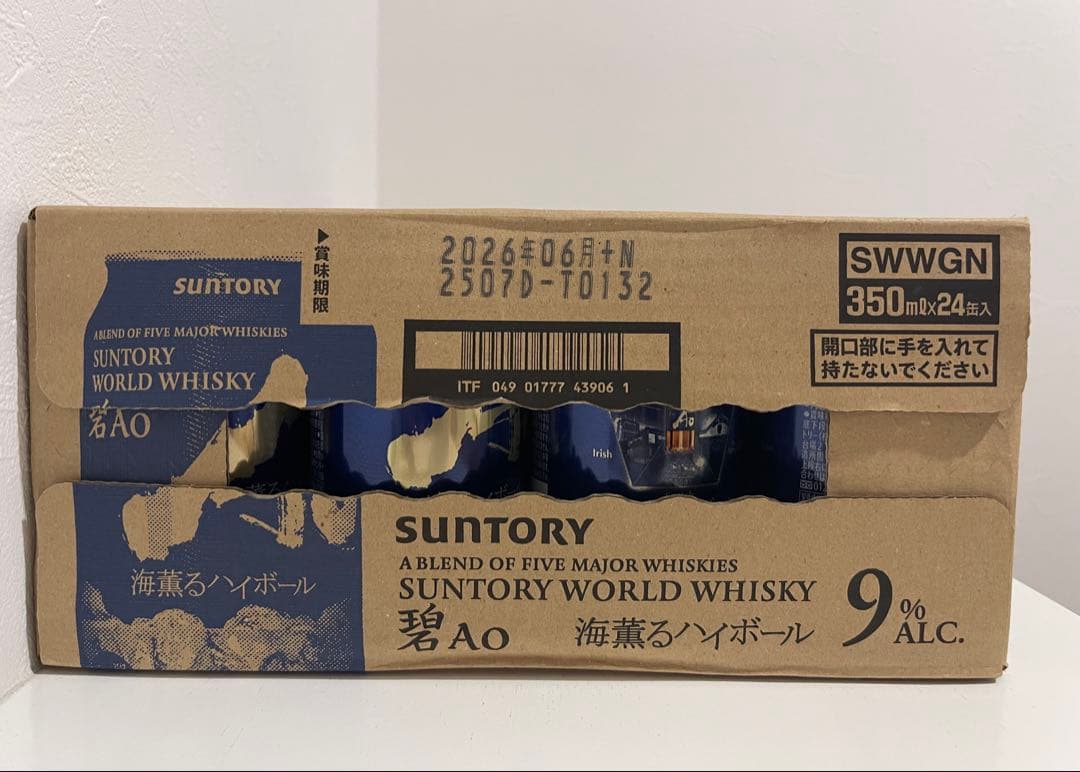 ▶賞味期限
2026年06月+N
2507D-T0132
SWWGN
350ml×24缶入
開口部に手を入れて
持たないでください
ITF 049 01777 43906 1
SUNTORY
A BLEND OF FIVE MAJOR WHISKIES
SUNTORY
WORLD WHISKY
碧AO
海薫るハイボール
Ao
Irish
SUNTORY
A BLEND OF FIVE MAJOR WHISKIES
SUNTORY WORLD WHISKY
碧AO 海薫るハイボール
9% ALC.